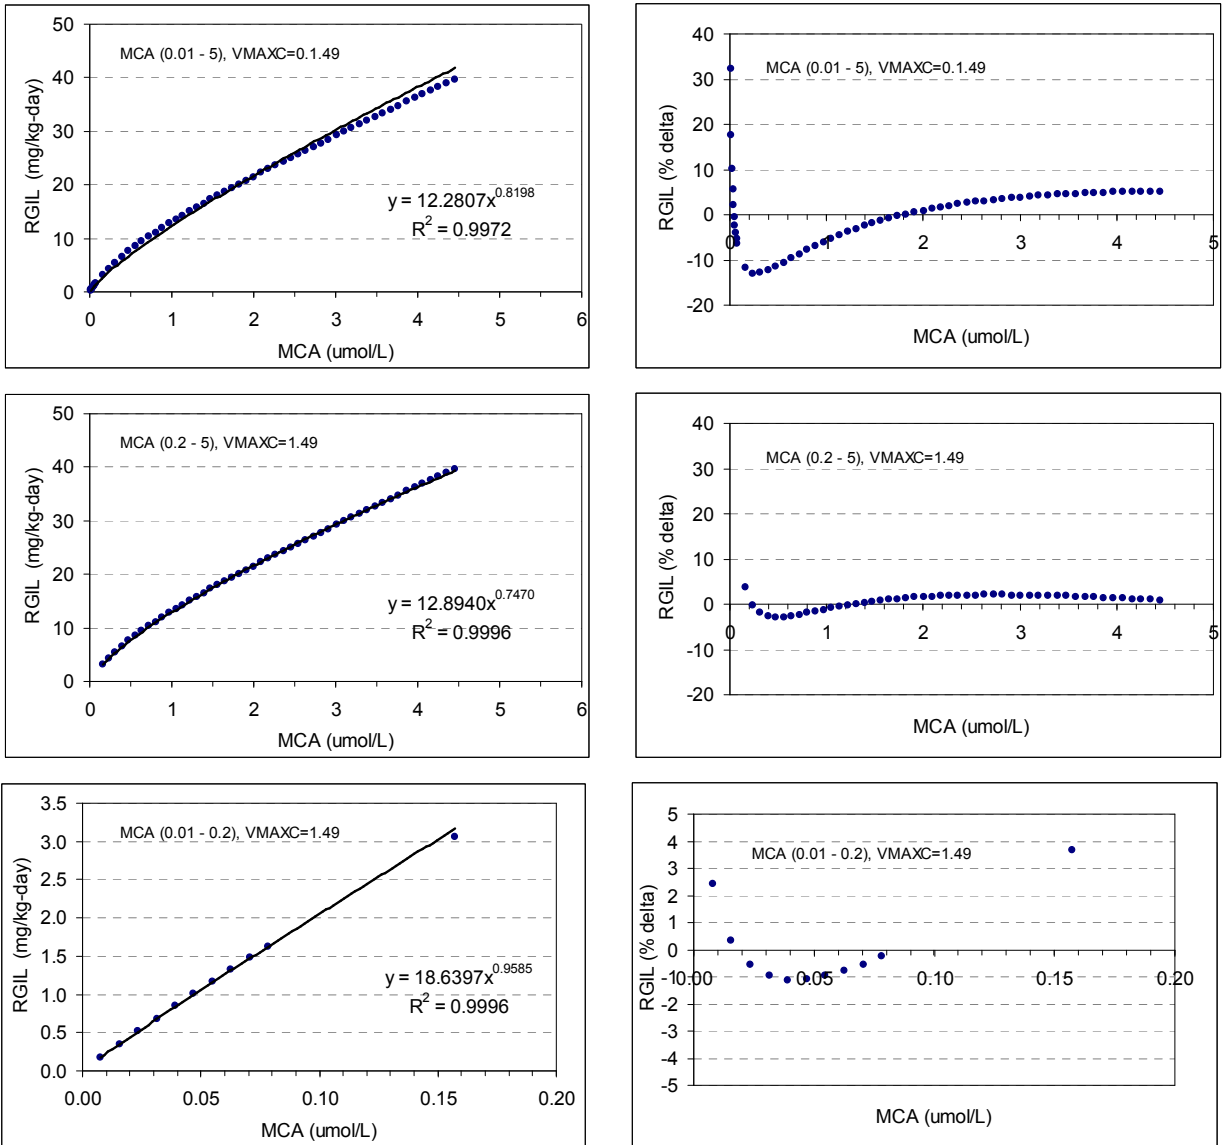 50
40
30
20
10
0
RGIL (mg/kg-day)
MCA (0.01 - 5), VMAXC=0.1.49
y = 12.2807x^0.8198
R² = 0.9972
0 1 2 3 4 5 6
MCA (umol/L)
40
30
20
10
0
-10
-20
RGIL (% delta)
MCA (0.01 - 5), VMAXC=0.1.49
0 1 2 3 4 5
MCA (umol/L)
50
40
30
20
10
0
RGIL (mg/kg-day)
MCA (0.2 - 5), VMAXC=1.49
y = 12.8940x^0.7470
R² = 0.9996
0 1 2 3 4 5 6
MCA (umol/L)
40
30
20
10
0
-10
-20
RGIL (% delta)
MCA (0.2 - 5), VMAXC=1.49
0 1 2 3 4 5
MCA (umol/L)
3.5
3.0
2.5
2.0
1.5
1.0
0.5
0.0
RGIL (mg/kg-day)
MCA (0.01 - 0.2), VMAXC=1.49
y = 18.6397x^0.9585
R² = 0.9996
0.00 0.05 0.10 0.15 0.20
MCA (umol/L)
5
4
3
2
1
0
-1
-2
-3
-4
-5
RGIL (% delta)
MCA (0.01 - 0.2), VMAXC=1.49
0.00 0.05 0.10 0.15 0.20
MCA (umol/L)